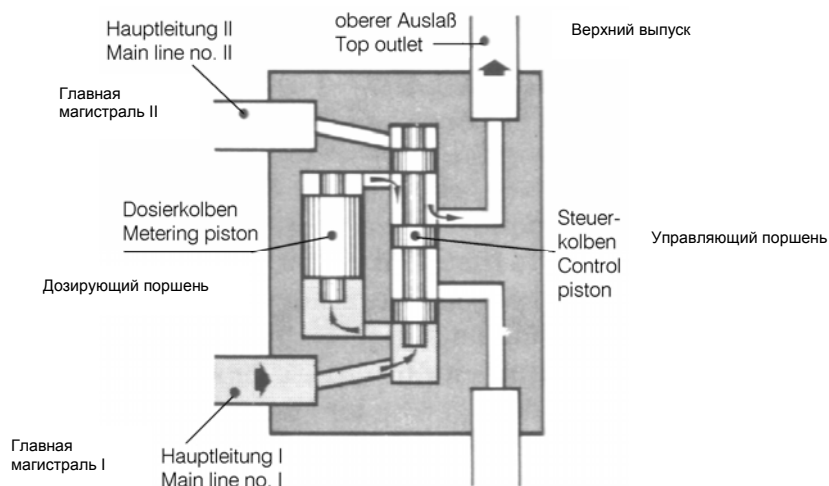 Hauptleitung II
Main line no. II
Главная
магистраль II
oberer Auslaß
Top outlet
Верхний выпуск
Dosierkolben
Metering piston
Дозирующий поршень
Steuer-
kolben
Control
piston
Управляющий поршень
Главная
магистраль I
Hauptleitung I
Main line no. I